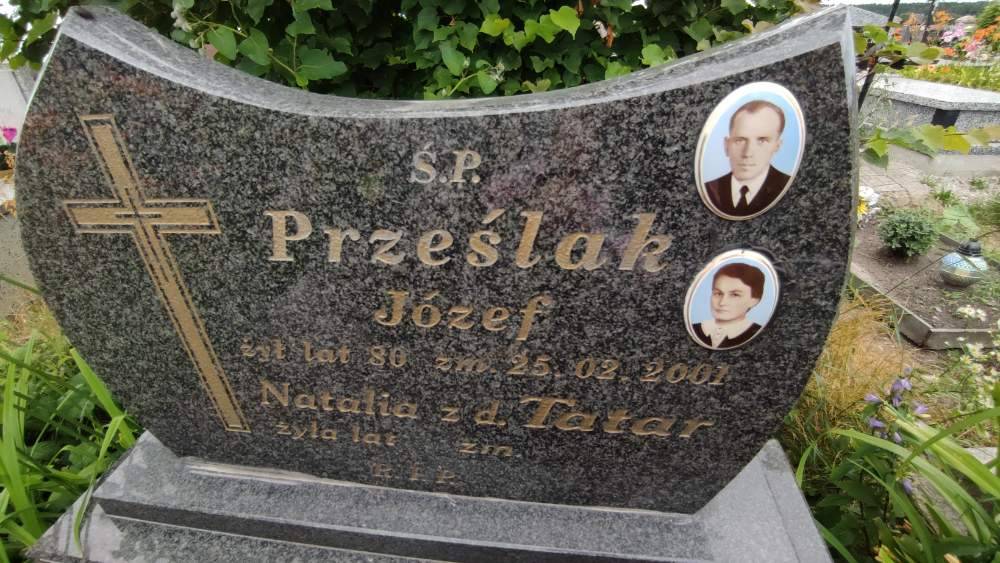 Ś.P.
Prześlak
Józef
żył lat 80 zm 25. 02. 2001
Natalia z d. Tatar
żyła lat zm
R I P